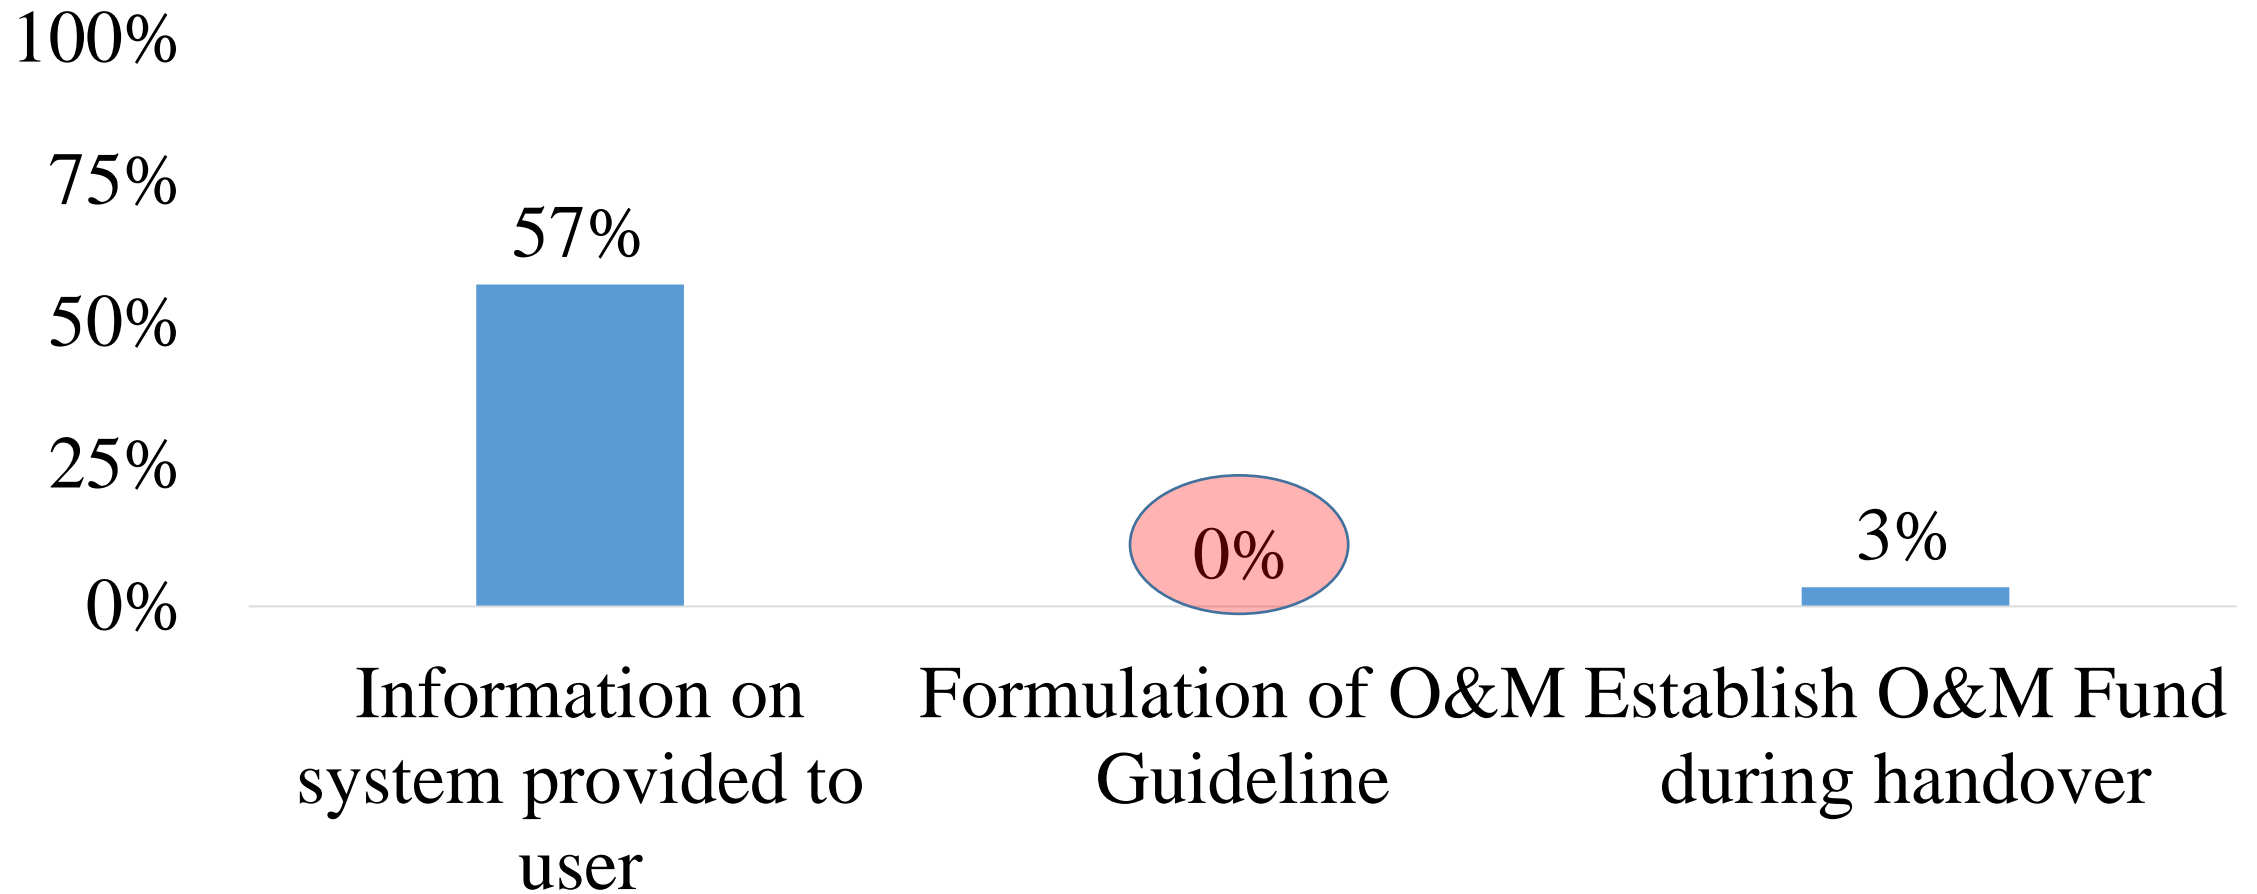 100%
75%
57%
50%
25%
0%
3%
0%
Information on
system provided to
user
Formulation of O&M
Guideline
Establish O&M Fund
during handover